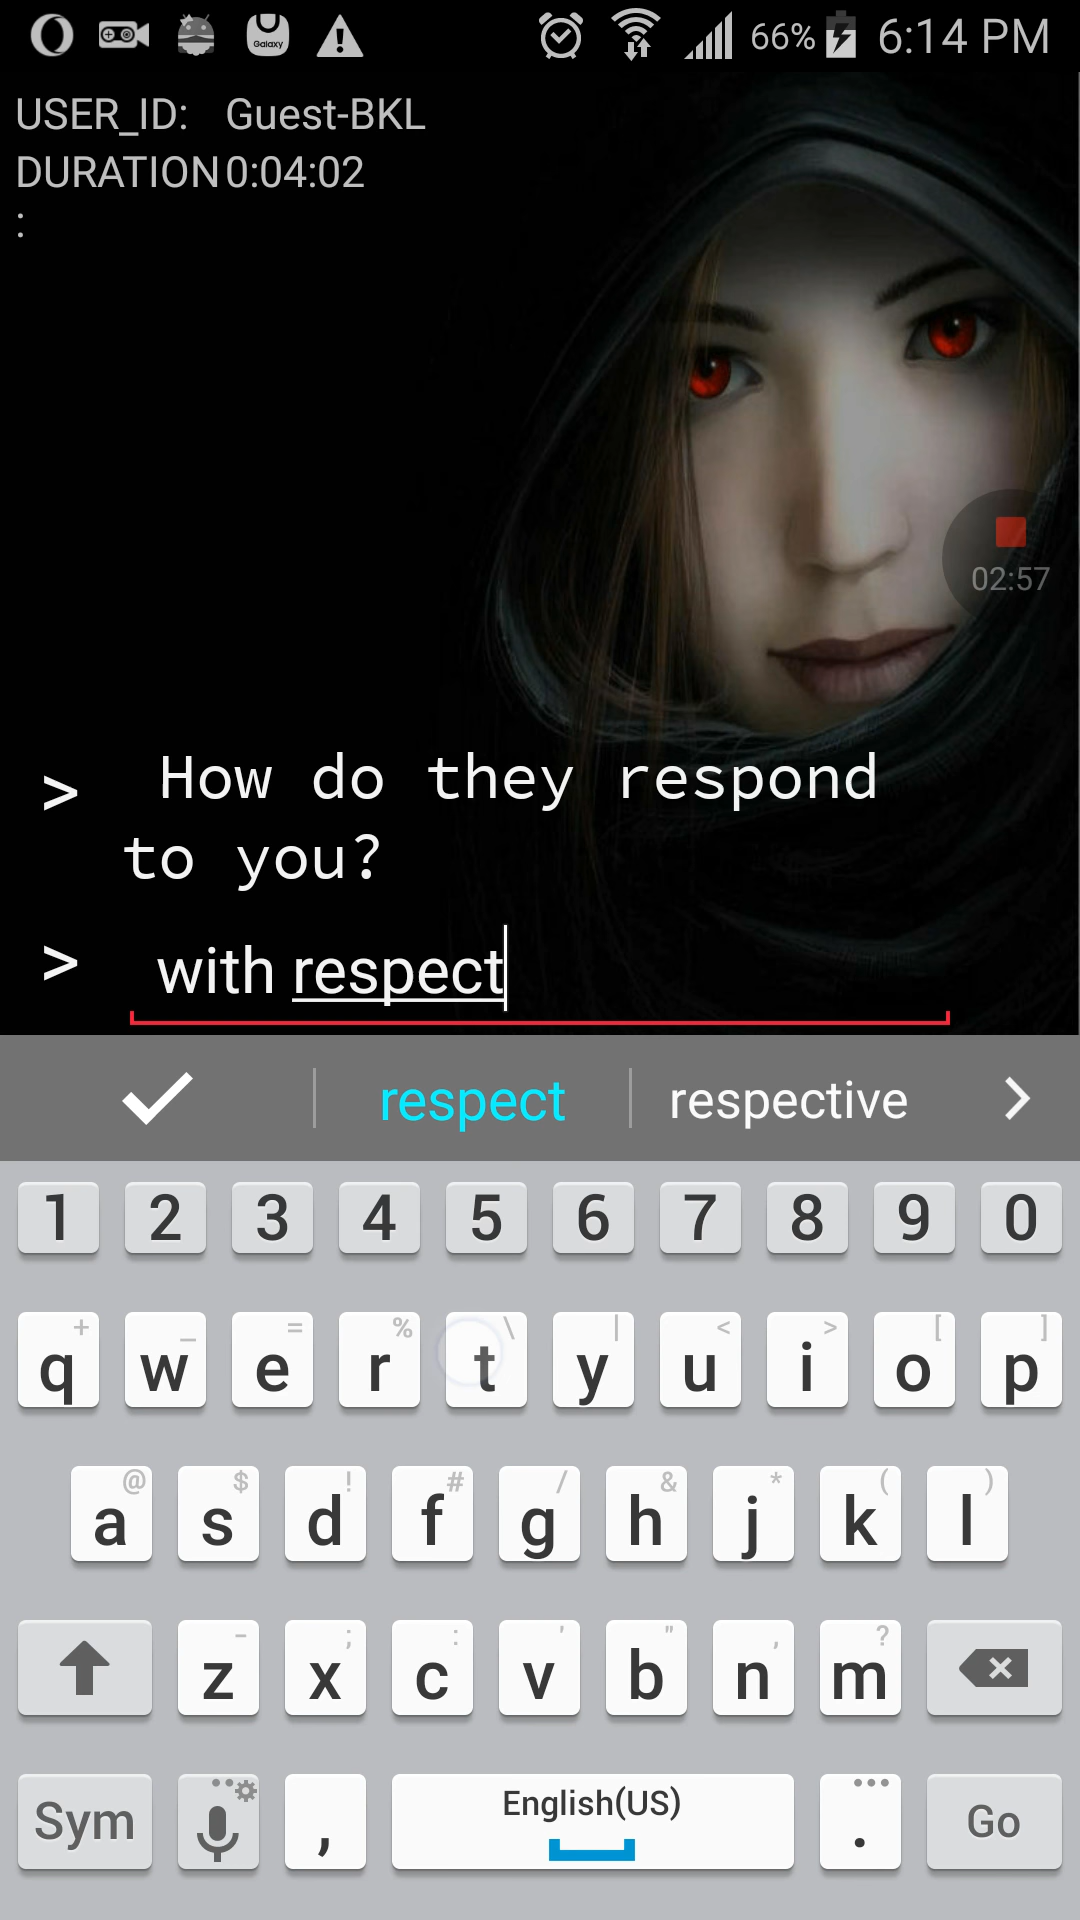 Galaxy 66% 6:14 PM
USER_ID: Guest-BKL
DURATION 0:04:02
:
02:57
> How do they respond
to you?
> with respect
respect respective
1 2 3 4 5 6 7 8 9 0
+ _ = % \ | < > [ ]
q w e r t y u i o p
@ $ ! # / & * ( )
a s d f g h j k l
- ; : ' " , ?
z x c v b n m
Sym , English(US) . Go